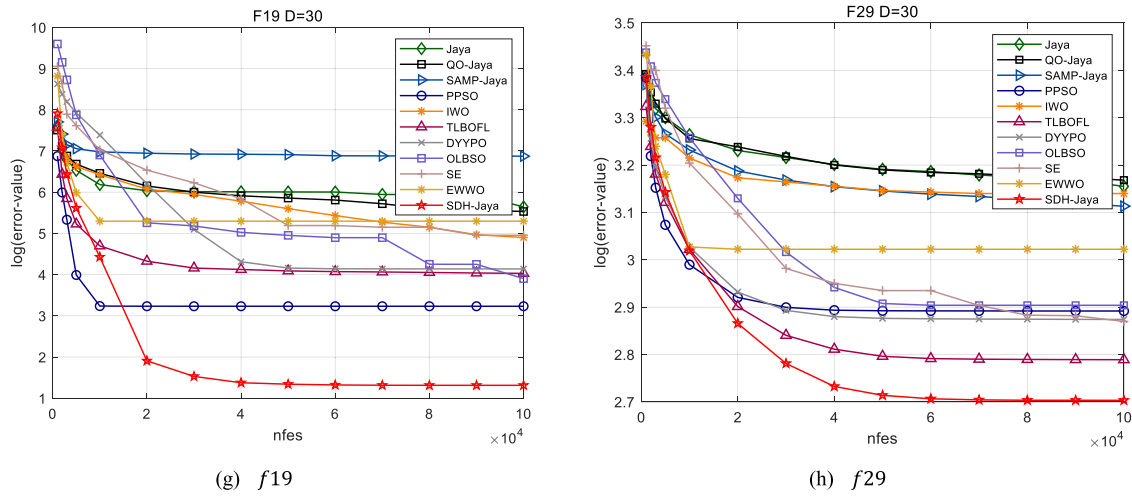 F19 D=30
10
9
8
7
6
5
4
3
2
1
log(error-value)
0
2
4
6
8
10
nfes
×10^4
Jaya
QO-Jaya
SAMP-Jaya
PPSO
IWO
TLBOFL
DYYPO
OLBSO
SE
EWWO
SDH-Jaya
(g) f19
F29 D=30
3.5
3.4
3.3
3.2
3.1
3
2.9
2.8
2.7
log(error-value)
0
2
4
6
8
10
nfes
×10^4
Jaya
QO-Jaya
SAMP-Jaya
PPSO
IWO
TLBOFL
DYYPO
OLBSO
SE
EWWO
SDH-Jaya
(h) f29